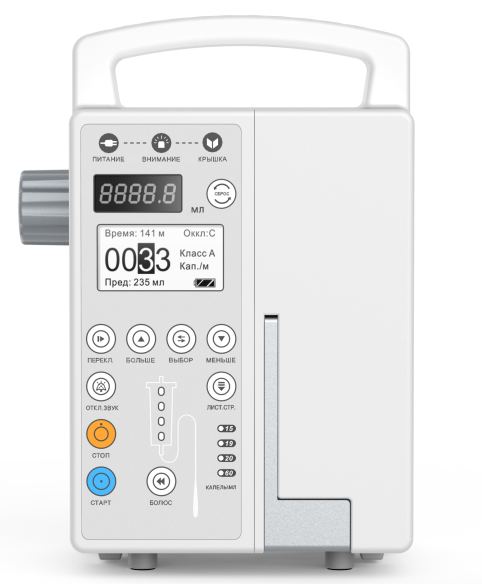 ПИТАНИЕ ВНИМАНИЕ КРЫШКА
8888.8
СБРОС
МЛ
Время: 141 м Оккл:С
0033
Класс А
Кап./м
Пред: 235 мл
ПЕРЕКЛ. БОЛЬШЕ ВЫБОР МЕНЬШЕ
ОТКЛ.ЗВУК
ЛИСТ.СТР.
15
19
20
60
КАПЕЛЬ/МЛ
СТОП
СТАРТ
БОЛЮС